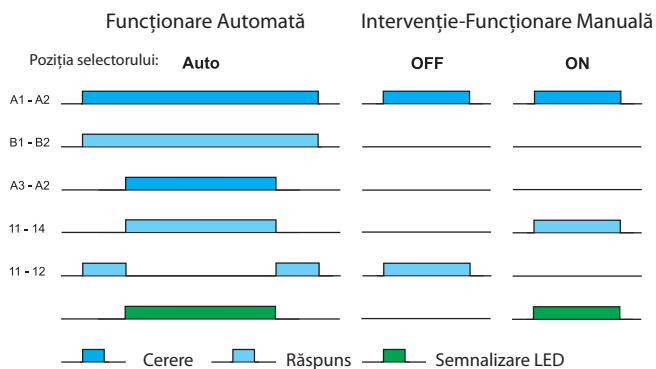 Funcționare Automată Intervenție-Funcționare Manuală
Poziția selectorului: Auto OFF ON
A1 - A2
B1 - B2
A3 - A2
11 - 14
11 - 12
Cerere Răspuns Semnalizare LED